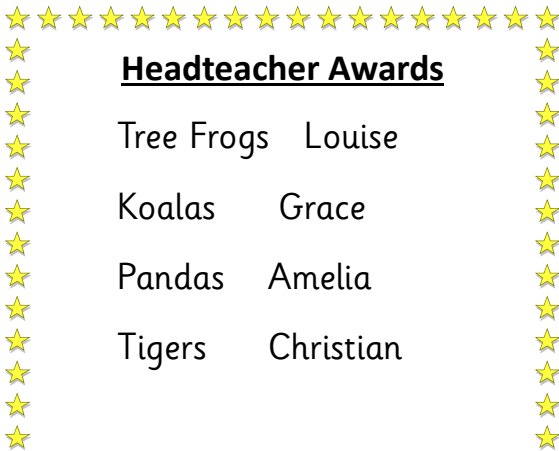 Headteacher Awards
Tree Frogs Louise
Koalas Grace
Pandas Amelia
Tigers Christian